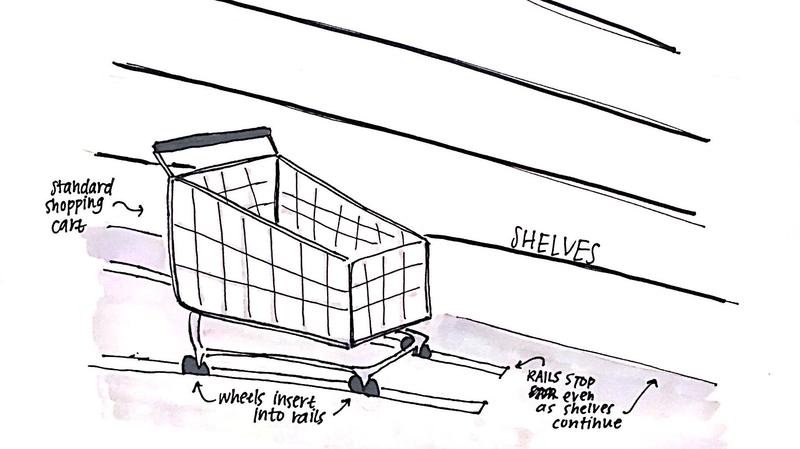 standard
shopping
cart
SHELVES
wheels insert
into rails
RAILS STOP
even
as shelves
continue